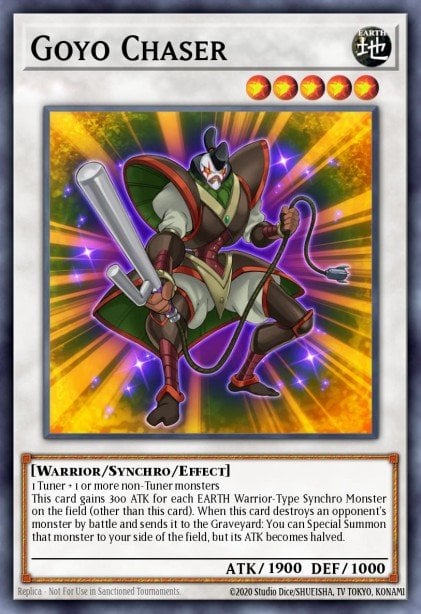 GOYO CHASER
EARTH
地
[WARRIOR/SYNCHRO/EFFECT]
1 Tuner + 1 or more non-Tuner monsters
This card gains 300 ATK for each EARTH Warrior-Type Synchro Monster
on the field (other than this card). When this card destroys an opponent's
monster by battle and sends it to the Graveyard: You can Special Summon
that monster to your side of the field, but its ATK becomes halved.
ATK/1900 DEF/1000
Replica - Not For Use in Sanctioned Tournaments. ©2020 Studio Dice/SHUEISHA, TV TOKYO, KONAMI